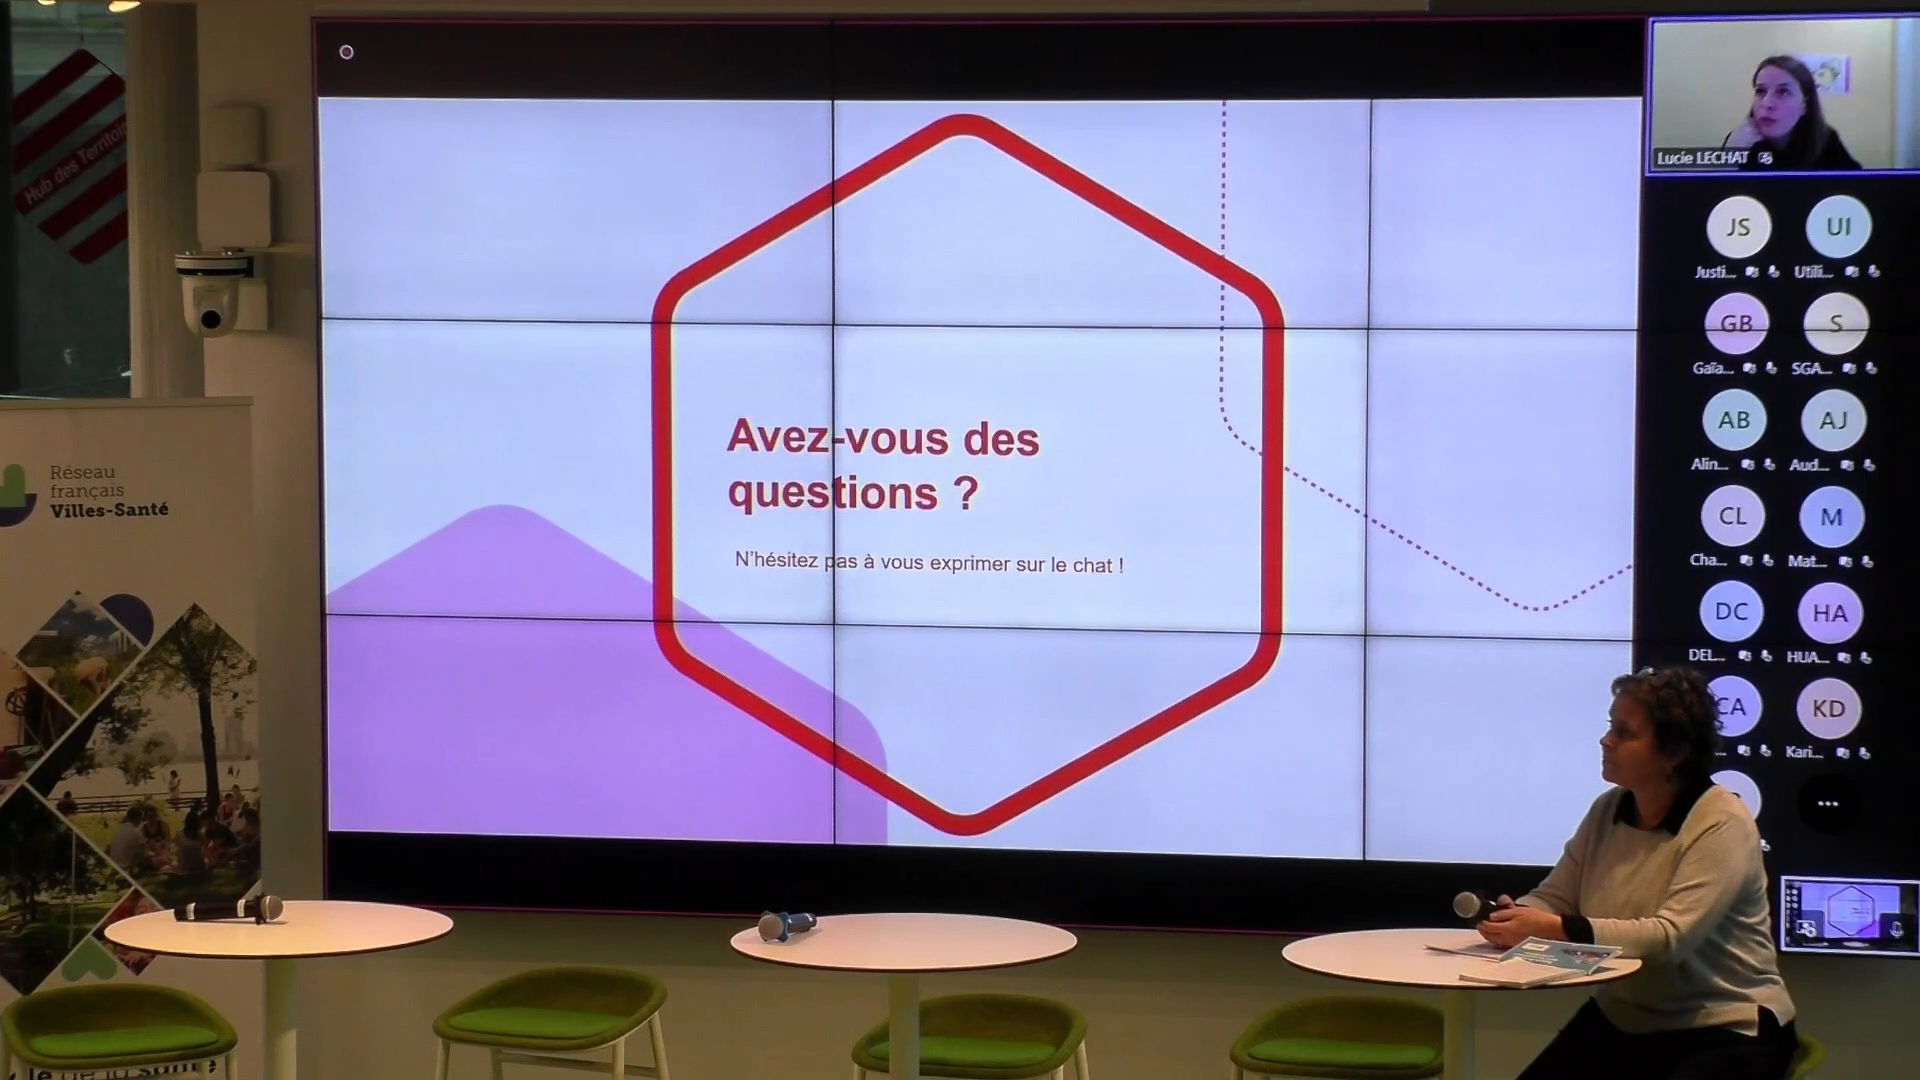 Hub des Territoires
Réseau
français
Villes-Santé
Avez-vous des
questions ?
N'hésitez pas à vous exprimer sur le chat !
Lucie LECHAT
JS
UI
Justi...
Utili...
GB
S
Gaïa...
SGA...
AB
AJ
Alin...
Aud...
CL
M
Cha...
Mat...
DC
HA
DEL...
HUA...
CA
KD
...
Kari...
...